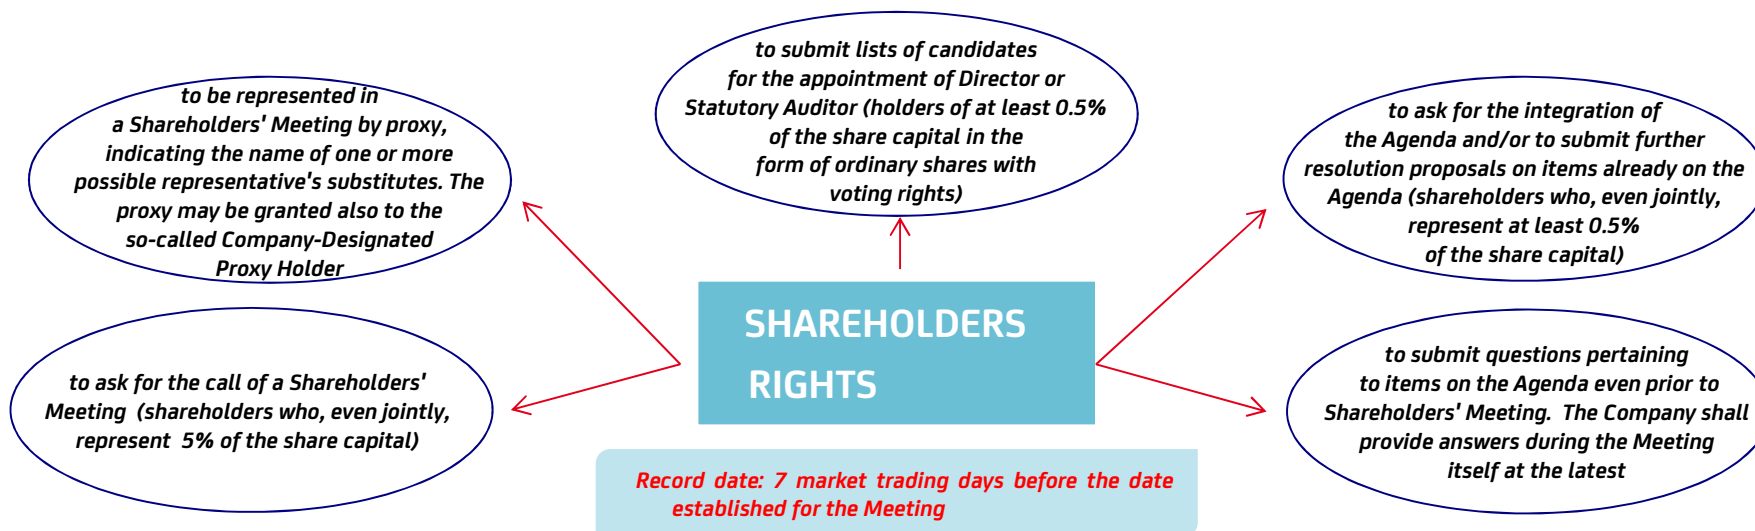 to be represented in
a Shareholders' Meeting by proxy,
indicating the name of one or more
possible representative's substitutes. The
proxy may be granted also to the
so-called Company-Designated
Proxy Holder
to submit lists of candidates
for the appointment of Director or
Statutory Auditor (holders of at least 0.5%
of the share capital in the
form of ordinary shares with
voting rights)
to ask for the integration of
the Agenda and/or to submit further
resolution proposals on items already on the
Agenda (shareholders who, even jointly,
represent at least 0.5%
of the share capital)
SHAREHOLDERS
RIGHTS
to ask for the call of a Shareholders'
Meeting (shareholders who, even jointly,
represent 5% of the share capital)
to submit questions pertaining
to items on the Agenda even prior to
Shareholders' Meeting. The Company shall
provide answers during the Meeting
itself at the latest
Record date: 7 market trading days before the date
established for the Meeting